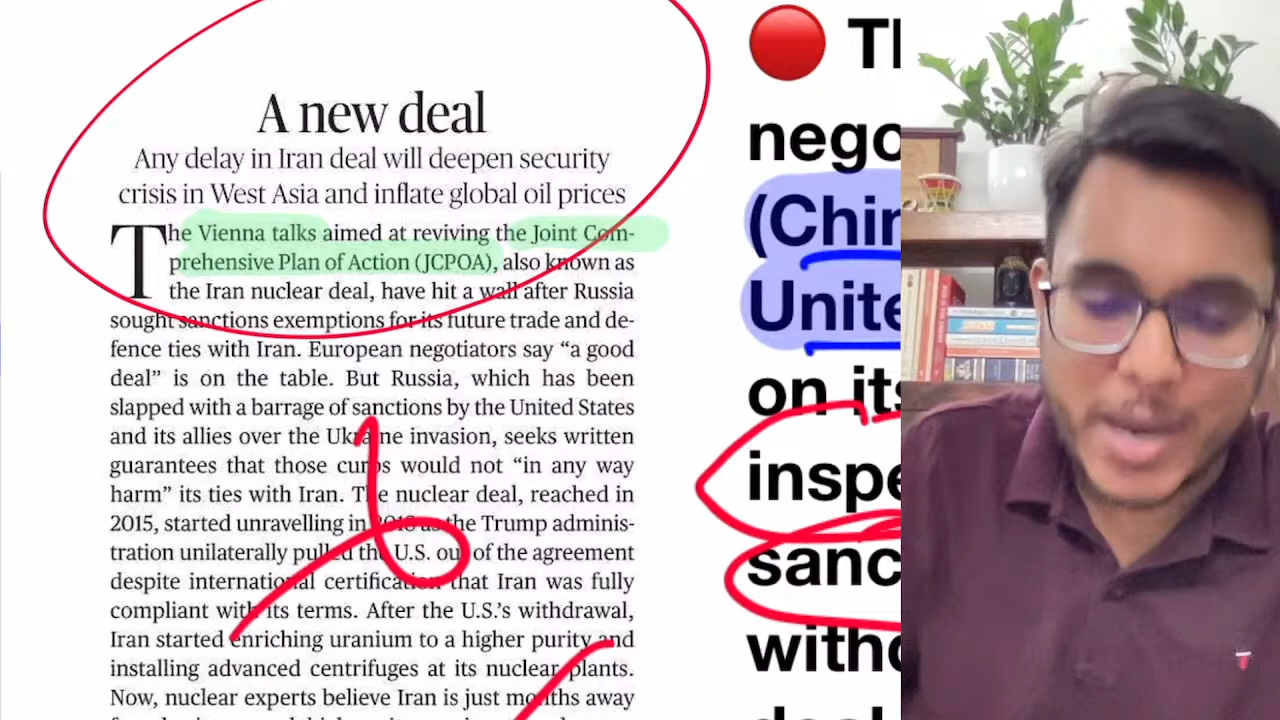 A new deal
Any delay in Iran deal will deepen security
crisis in West Asia and inflate global oil prices
The Vienna talks aimed at reviving the Joint Com-
prehensive Plan of Action (JCPOA), also known as
the Iran nuclear deal, have hit a wall after Russia
sought sanctions exemptions for its future trade and de-
fence ties with Iran. European negotiators say “a good
deal” is on the table. But Russia, which has been
slapped with a barrage of sanctions by the United States
and its allies over the Ukraine invasion, seeks written
guarantees that those curbs would not “in any way
harm” its ties with Iran. The nuclear deal, reached in
2015, started unravelling in 2018 as the Trump adminis-
tration unilaterally pulled the U.S. out of the agreement
despite international certification that Iran was fully
compliant with its terms. After the U.S.’s withdrawal,
Iran started enriching uranium to a higher purity and
installing advanced centrifuges at its nuclear plants.
Now, nuclear experts believe Iran is just months away
nego
(Chin
Unite
on its
inspe
sanc